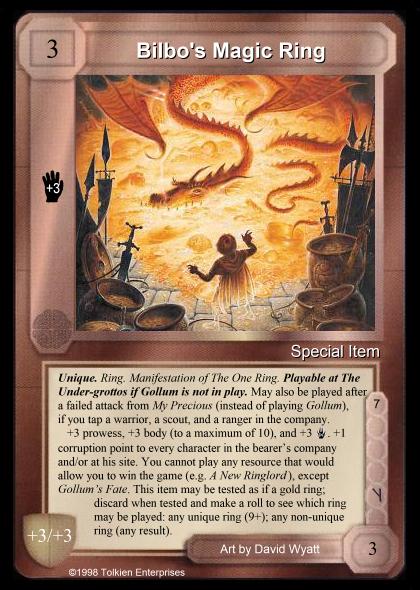 3
Bilbo's Magic Ring
+3
Special Item
Unique. Ring. Manifestation of The One Ring. Playable at The
Under-grottos if Gollum is not in play. May also be played after
a failed attack from My Precious (instead of playing Gollum),
if you tap a warrior, a scout, and a ranger in the company.
+3 prowess, +3 body (to a maximum of 10), and +3 . +1
corruption point to every character in the bearer's company
and/or at his site. You cannot play any resource that would
allow you to win the game (e.g. A New Ringlord), except
Gollum's Fate. This item may be tested as if a gold ring;
discard when tested and make a roll to see which ring
may be played: any unique ring (9+); any non-unique
ring (any result).
7
+3/+3
Art by David Wyatt
3
©1998 Tolkien Enterprises